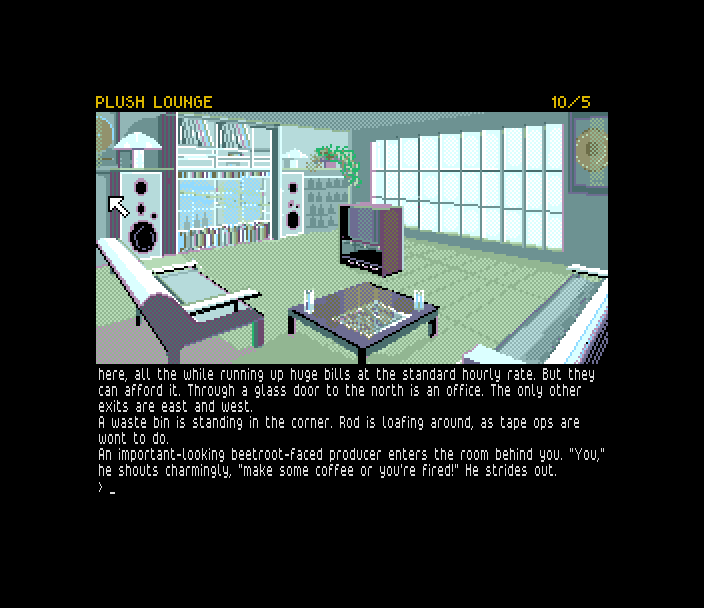 PLUSH LOUNGE 10/5
here, all the while running up huge bills at the standard hourly rate. But they
can afford it. Through a glass door to the north is an office. The only other
exits are east and west.
A waste bin is standing in the corner. Rod is loafing around, as tape ops are
wont to do.
An important-looking beetroot-faced producer enters the room behind you. "You,"
he shouts charmingly, "make some coffee or you're fired!" He strides out.
> _